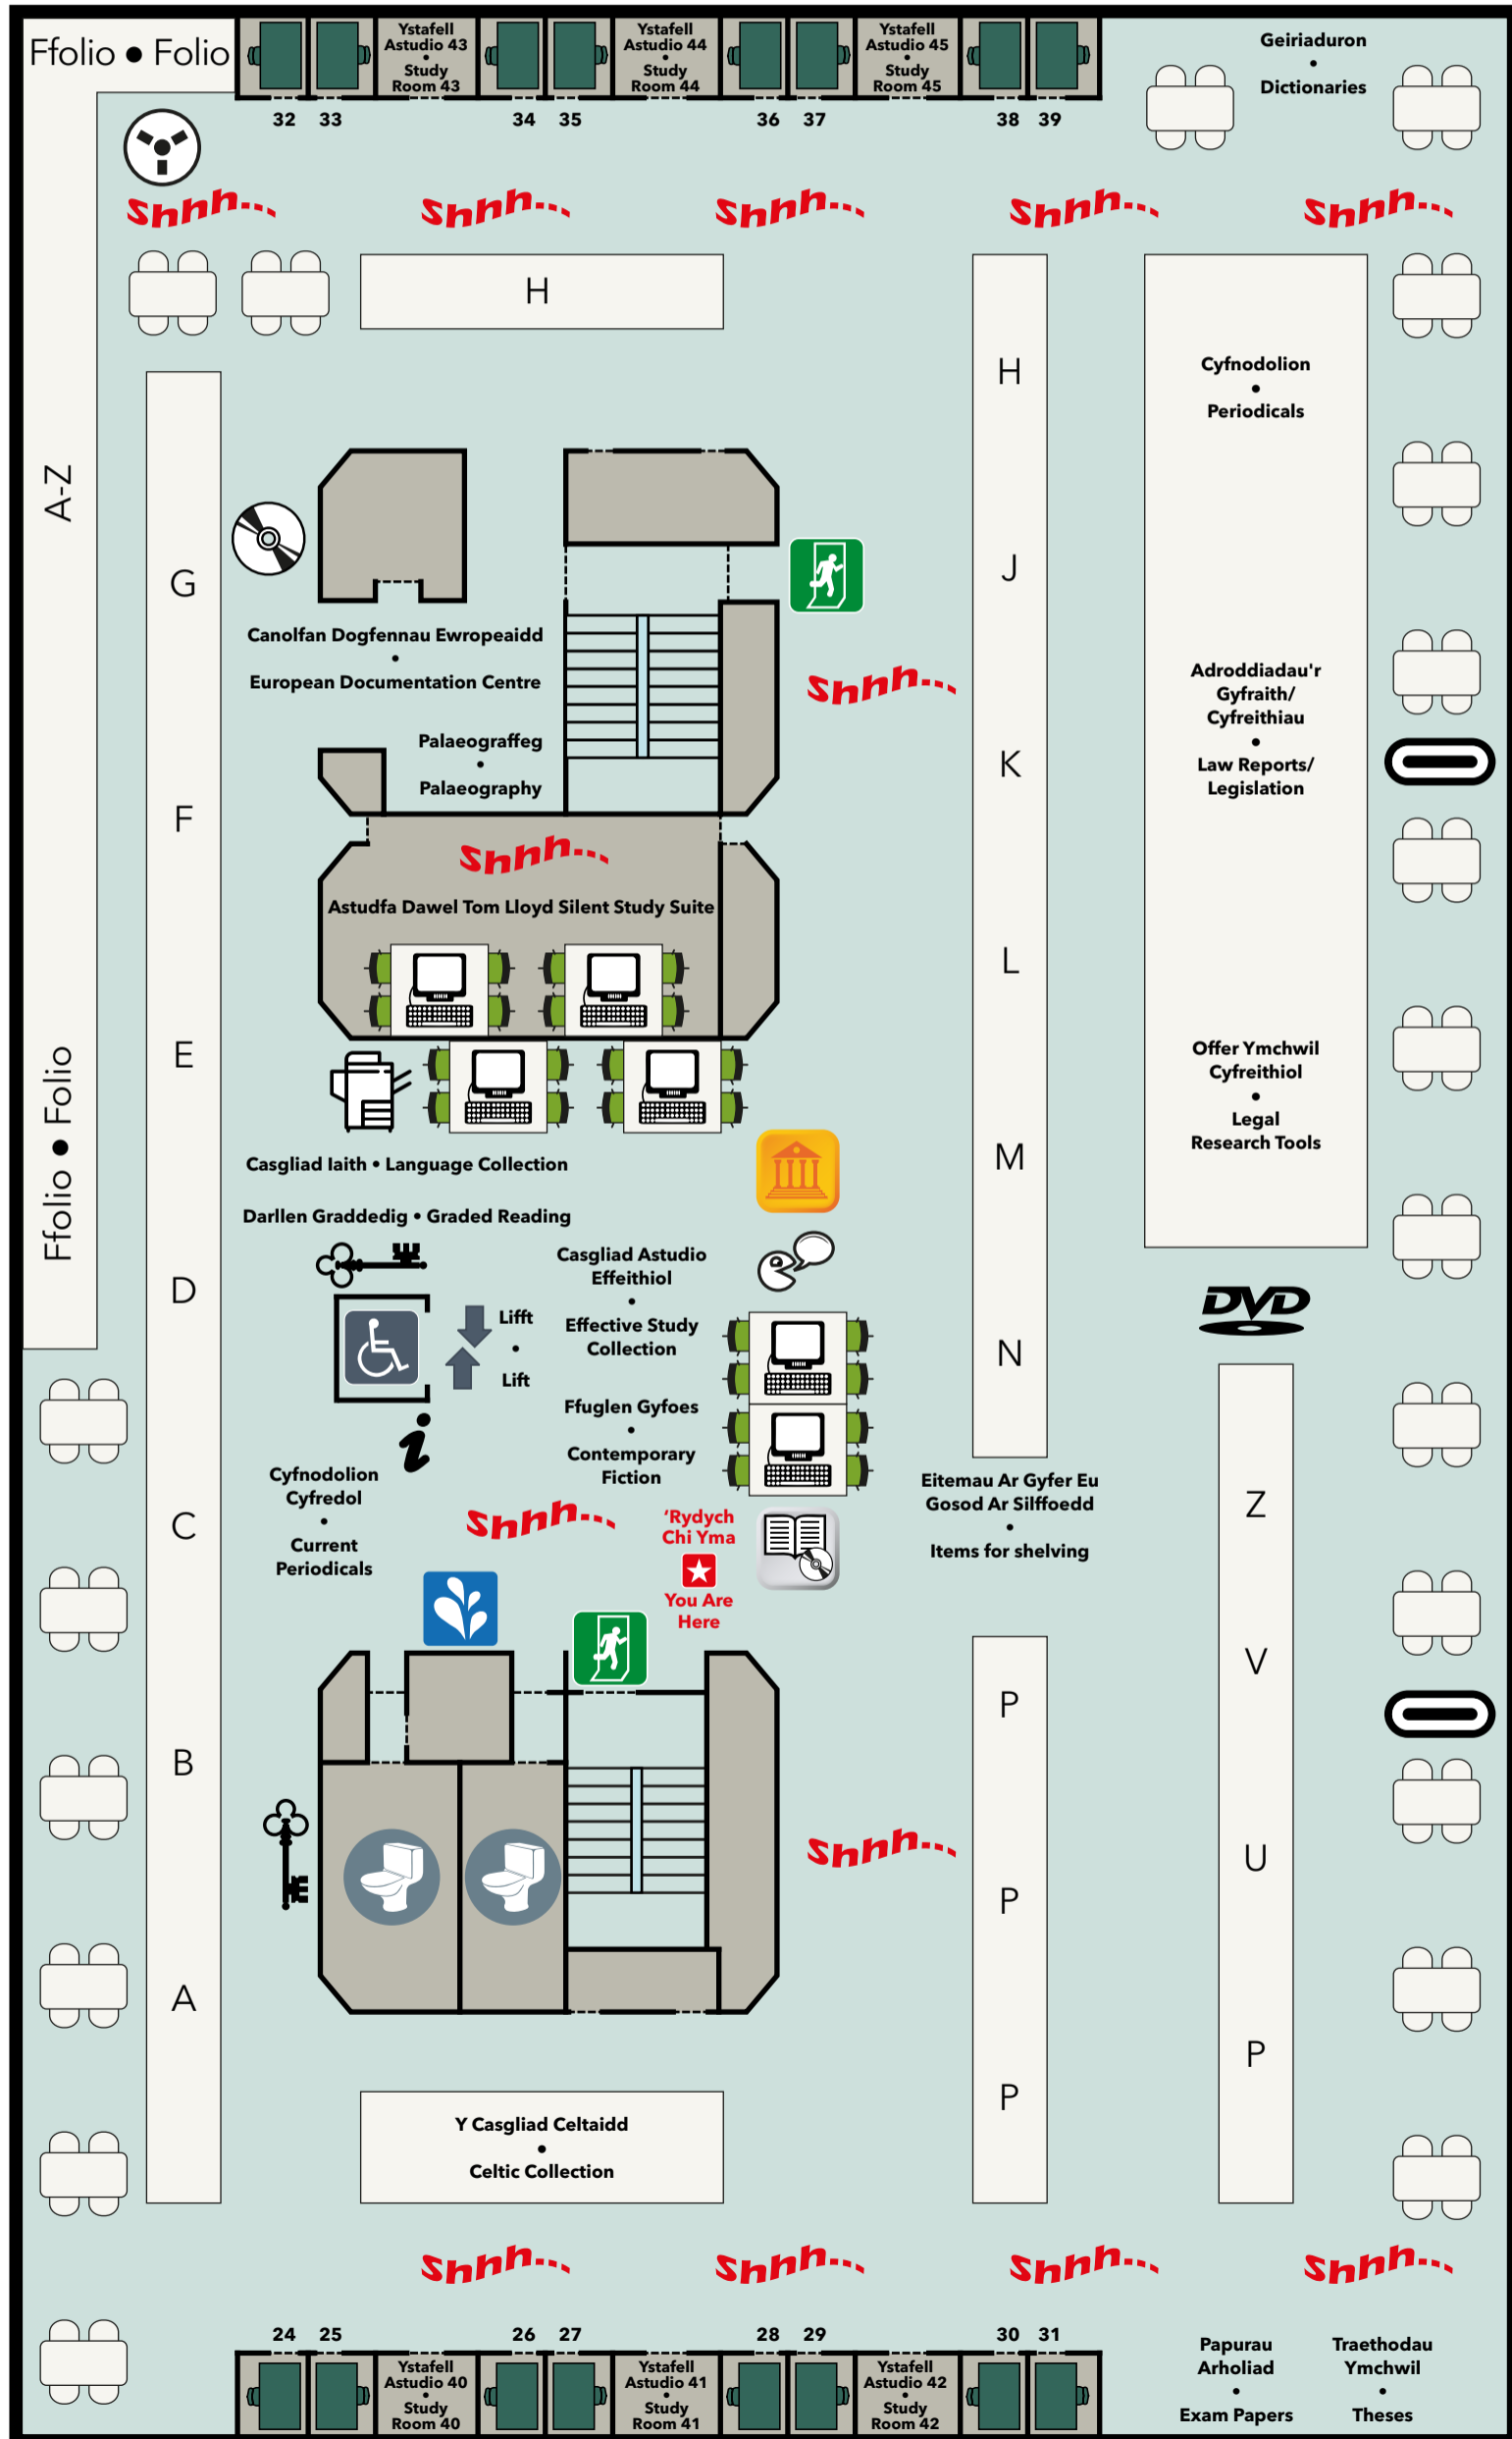 Ffolio • Folio
Ystafell
Astudio 43
•
Study
Room 43
Ystafell
Astudio 44
•
Study
Room 44
Ystafell
Astudio 45
•
Study
Room 45
Geiriaduron
•
Dictionaries
32 33 34 35 36 37 38 39
shhh...
shhh...
shhh...
shhh...
shhh...
H
A-Z
Ffolio • Folio
G
F
E
D
C
B
A
H
J
K
L
M
N
Cyfnodolion
•
Periodicals
Adroddiadau'r
Gyfraith/
Cyfreithiau
•
Law Reports/
Legislation
Offer Ymchwil
Cyfreithiol
•
Legal
Research Tools
Canolfan Dogfennau Ewropeaidd
•
European Documentation Centre
shhh...
Palaeograffeg
•
Palaeography
shhh...
Astudfa Dawel Tom Lloyd Silent Study Suite
Casgliad Iaith • Language Collection
Darllen Graddedig • Graded Reading
Casgliad Astudio
Effeithiol
•
Effective Study
Collection
Lifft
•
Lift
i
Ffuglen Gyfoes
•
Contemporary
Fiction
DVD
Cyfnodolion
Cyfredol
•
Current
Periodicals
shhh...
'Rydych
Chi Yma
You Are
Here
Eitemau Ar Gyfer Eu
Gosod Ar Silffoedd
•
Items for shelving
Z
V
U
P
P
P
P
shhh...
Y Casgliad Celtaidd
•
Celtic Collection
shhh...
shhh...
shhh...
shhh...
24 25 26 27 28 29 30 31
Ystafell
Astudio 40
•
Study
Room 40
Ystafell
Astudio 41
•
Study
Room 41
Ystafell
Astudio 42
•
Study
Room 42
Papurau
Arholiad
•
Exam Papers
Traethodau
Ymchwil
•
Theses